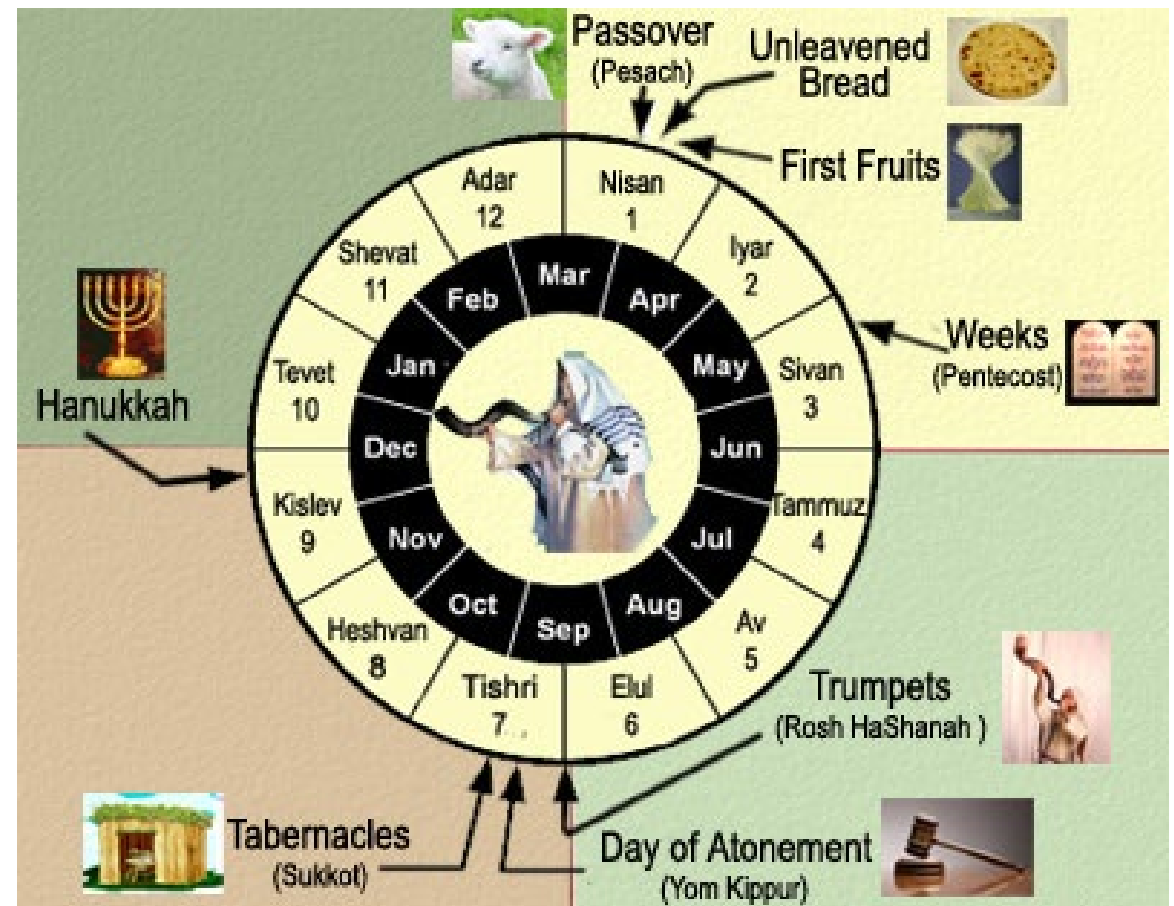 Passover
(Pesach)
Unleavened
Bread
First Fruits
Weeks
(Pentecost)
Trumpets
(Rosh HaShanah )
Day of Atonement
(Yom Kippur)
Tabernacles
(Sukkot)
Hanukkah
Nisan
1
Iyar
2
Sivan
3
Tammuz
4
Av
5
Elul
6
Tishri
7
Heshvan
8
Kislev
9
Tevet
10
Shevat
11
Adar
12
Mar
Apr
May
Jun
Jul
Aug
Sep
Oct
Nov
Dec
Jan
Feb